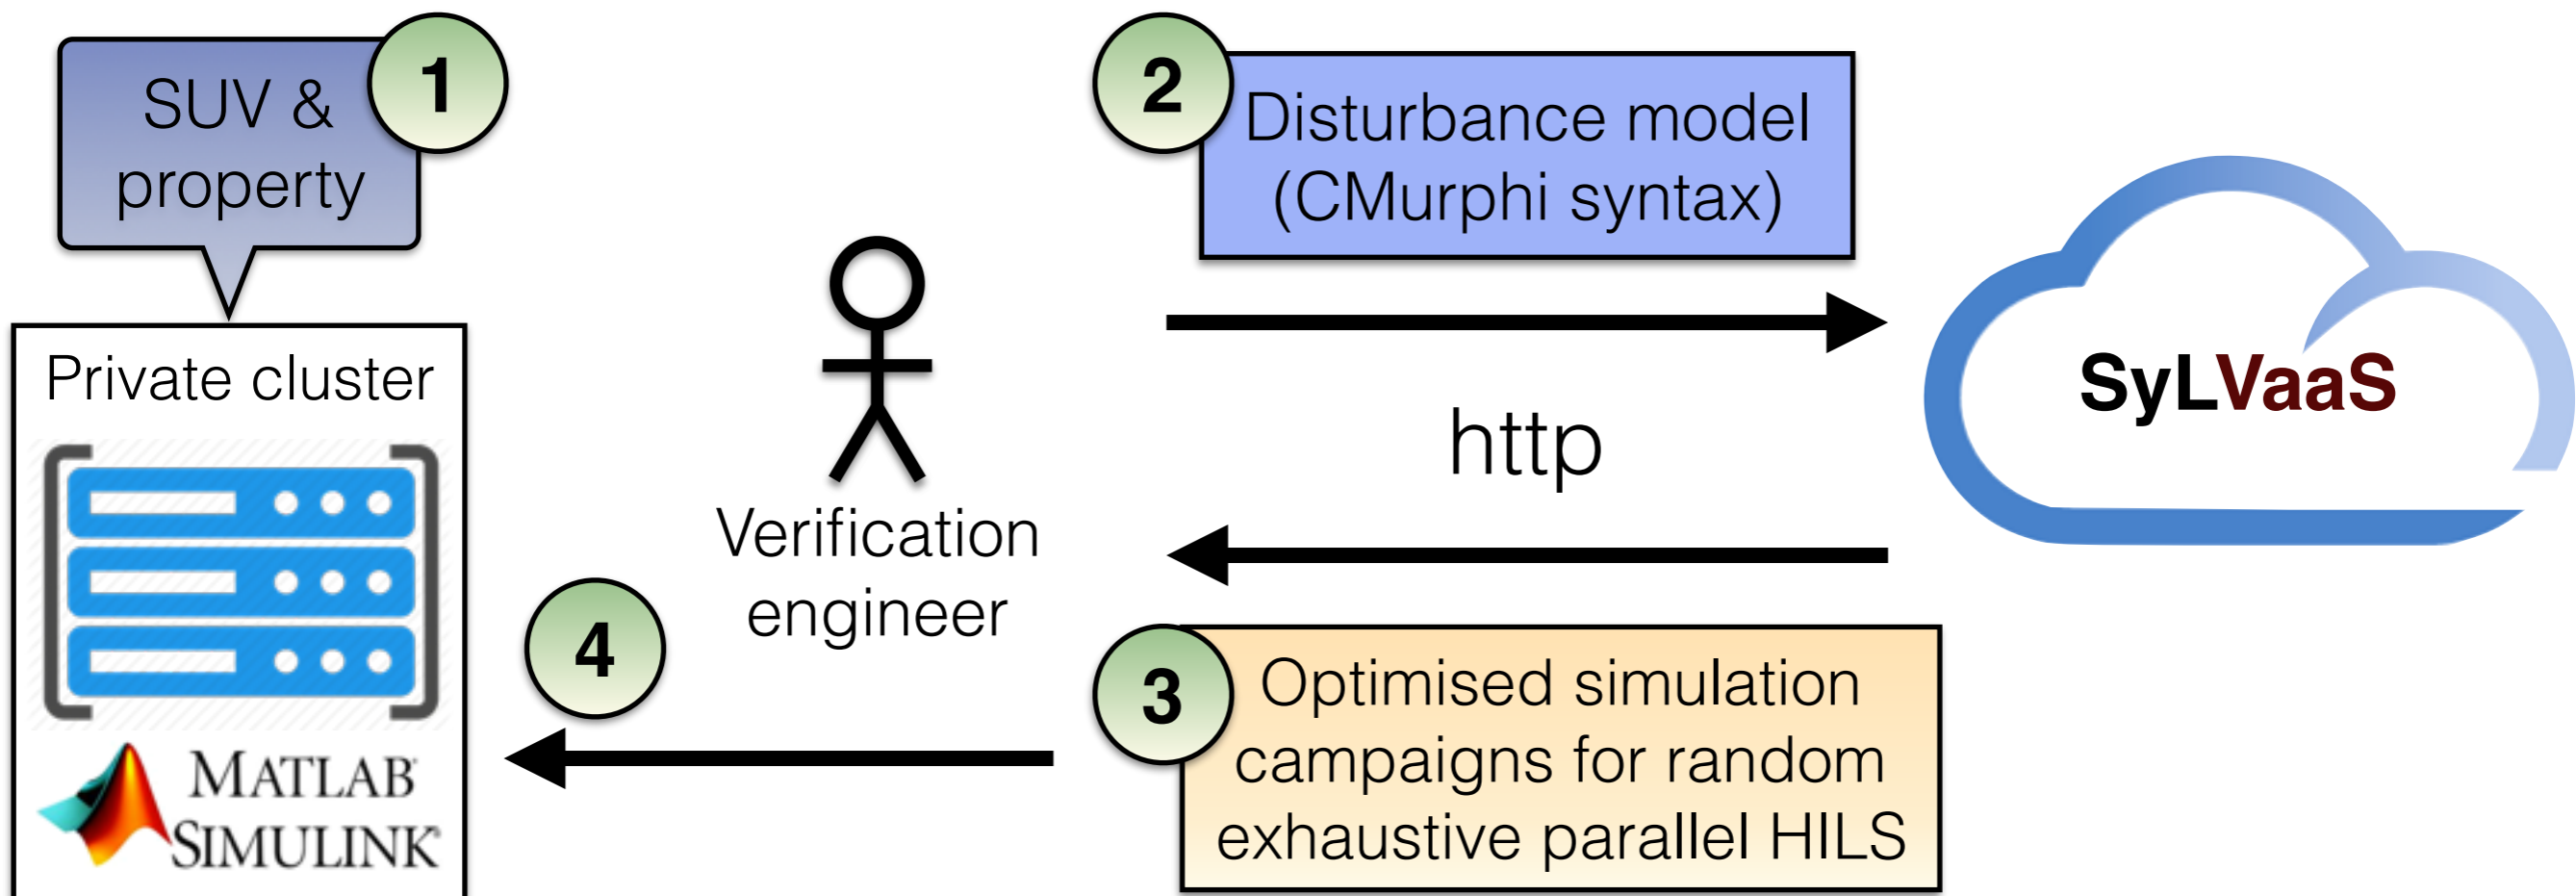 SUV &
property
1
Private cluster
MATLAB
SIMULINK®
Verification
engineer
2
Disturbance model
(CMurphi syntax)
http
SyLVaaS
3
Optimised simulation
campaigns for random
exhaustive parallel HILS
4